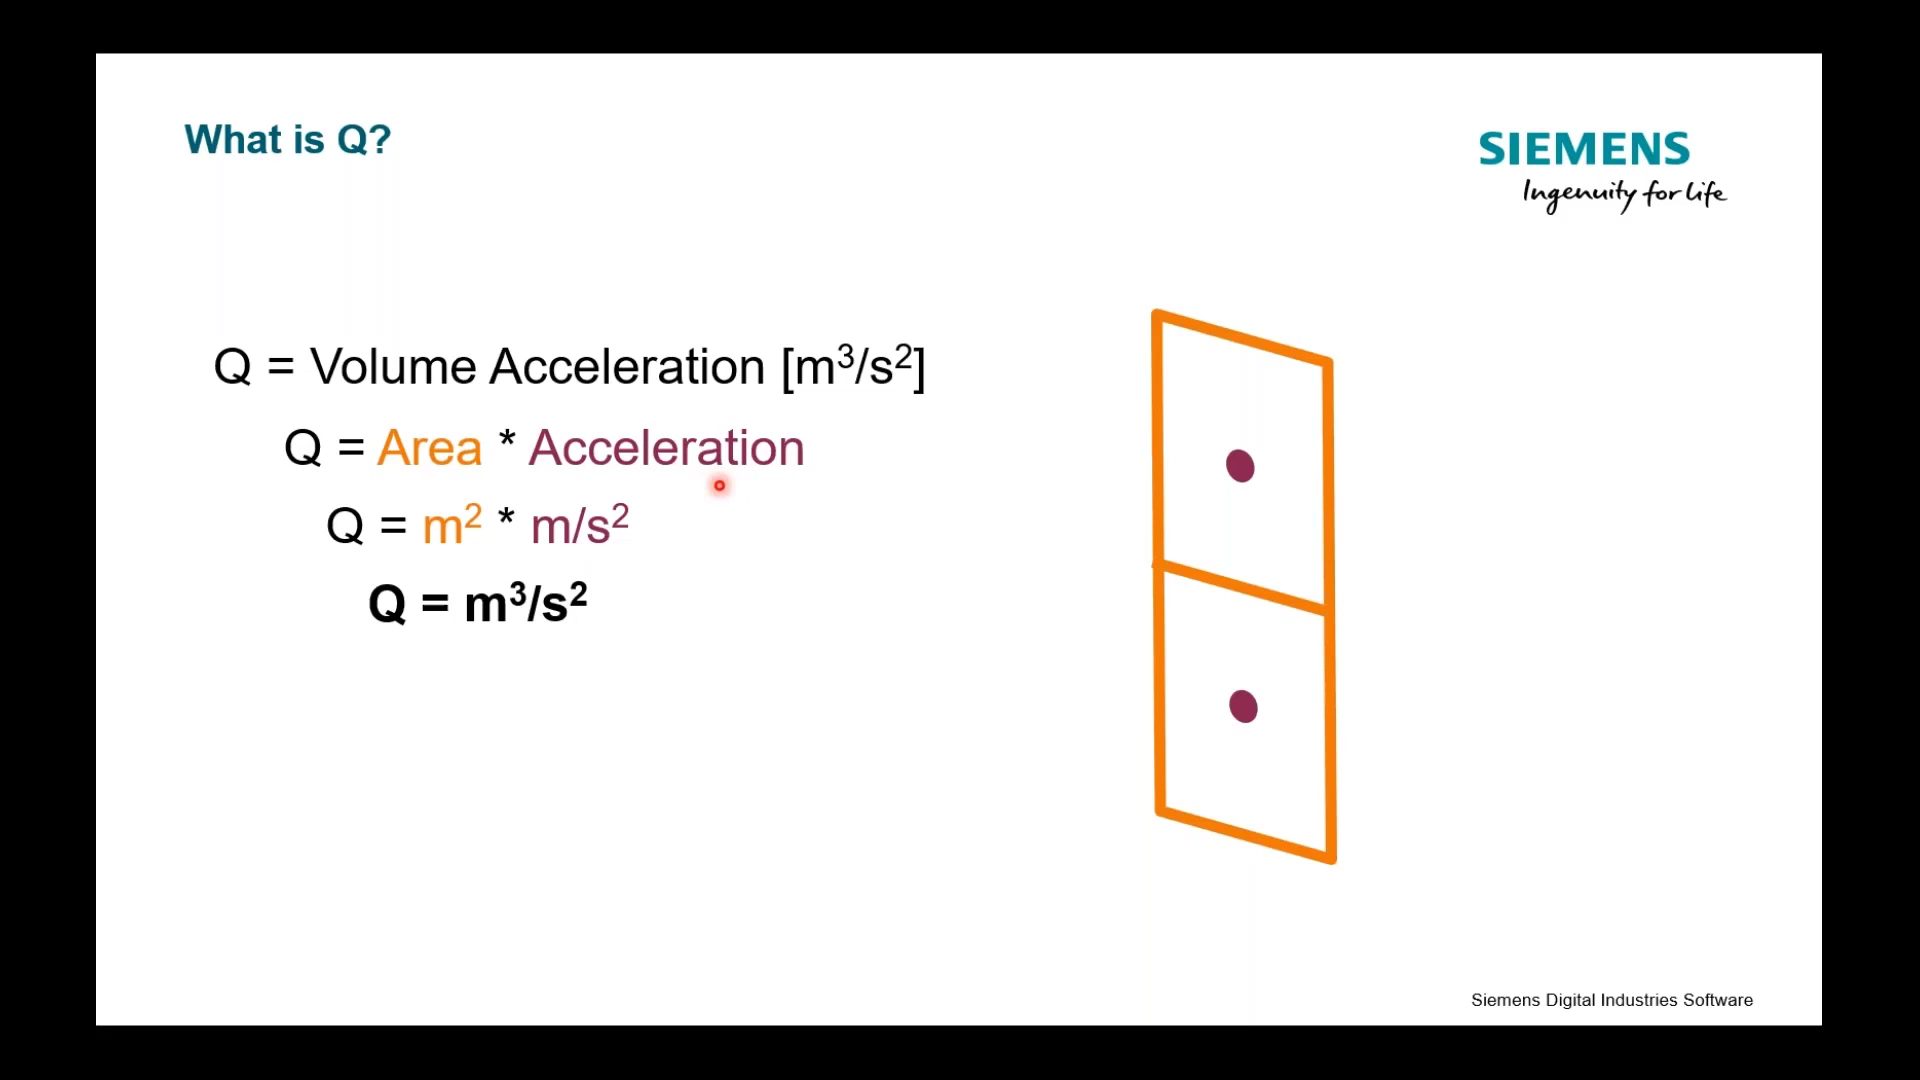 What is Q?
SIEMENS
Ingenuity for life
Q = Volume Acceleration [m³/s²]
Q = Area * Acceleration
Q = m² * m/s²
Q = m³/s²
Siemens Digital Industries Software